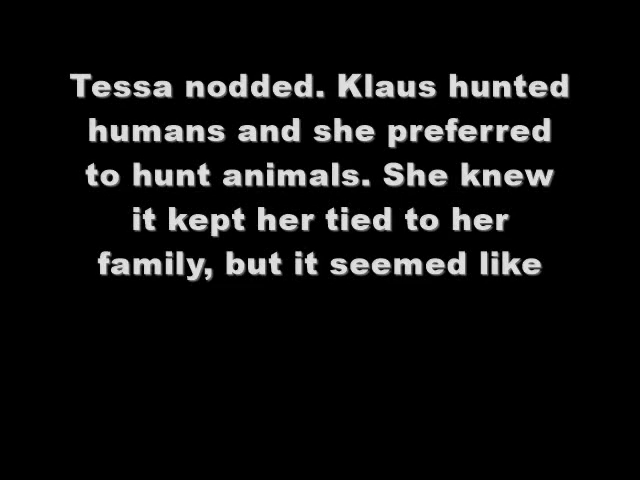 Tessa nodded. Klaus hunted
humans and she preferred
to hunt animals. She knew
it kept her tied to her
family, but it seemed like